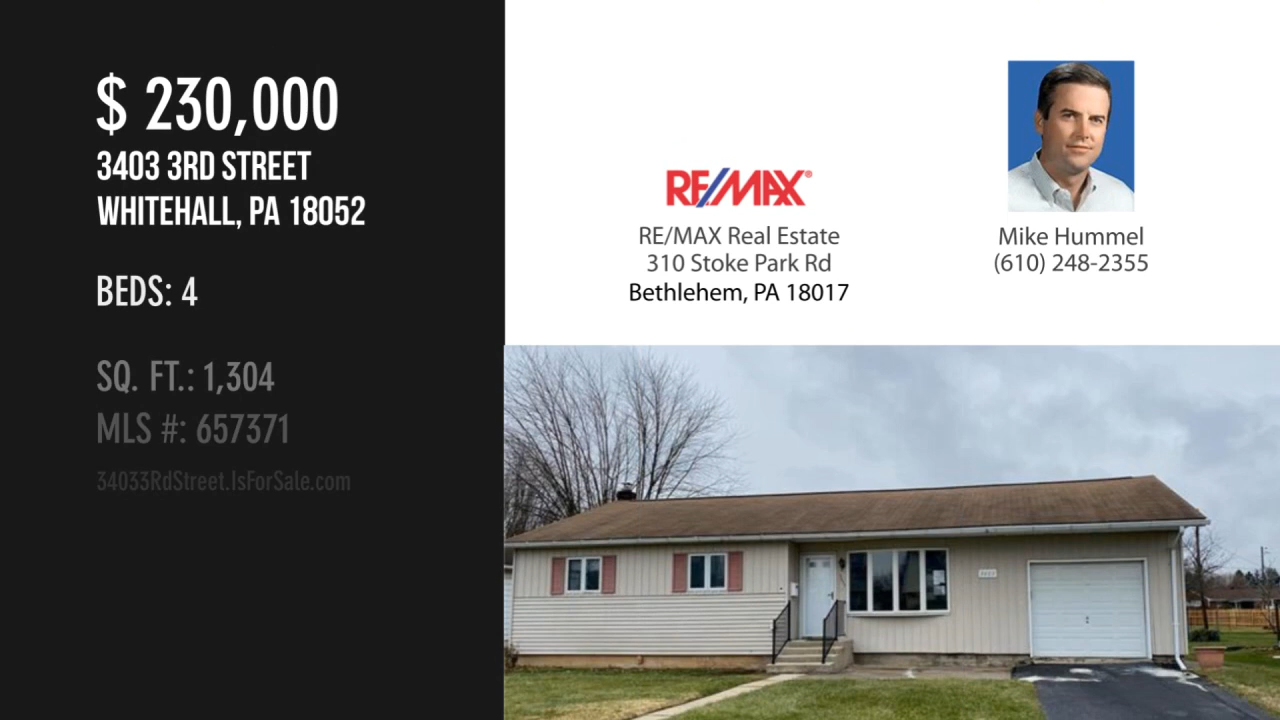 $ 230,000
3403 3RD STREET
WHITEHALL, PA 18052
BEDS: 4
SQ. FT.: 1,304
MLS #: 657371
34033RdStreet.IsForSale.com
RE/MAX®
RE/MAX Real Estate
310 Stoke Park Rd
Bethlehem, PA 18017
Mike Hummel
(610) 248-2355